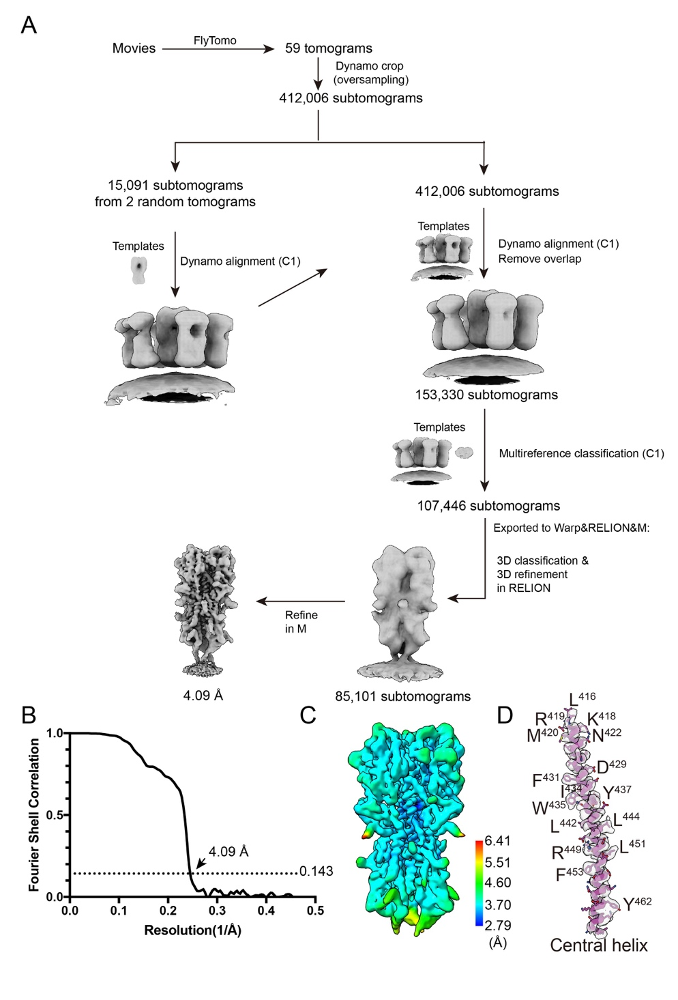 A
Movies
FlyTomo
59 tomograms
Dynamo crop
(oversampling)
412,006 subtomograms
15,091 subtomograms
from 2 random tomograms
Templates
Dynamo alignment (C1)
412,006 subtomograms
Templates
Dynamo alignment (C1)
Remove overlap
153,330 subtomograms
Templates
Multireference classification (C1)
107,446 subtomograms
Exported to Warp&RELION&M:
3D classification &
3D refinement
in RELION
85,101 subtomograms
Refine
in M
4.09 Å
B
Fourier Shell Correlation
1.0
0.5
0.0
4.09 Å
0.143
0.0 0.1 0.2 0.3 0.4 0.5
Resolution(1/Å)
C
6.41
5.51
4.60
3.70
2.79
(Å)
D
L416
R419 K418
M420 N422
D429
F431
I434 Y437
W435
L442 L444
R449 L451
F453
Y462
Central helix